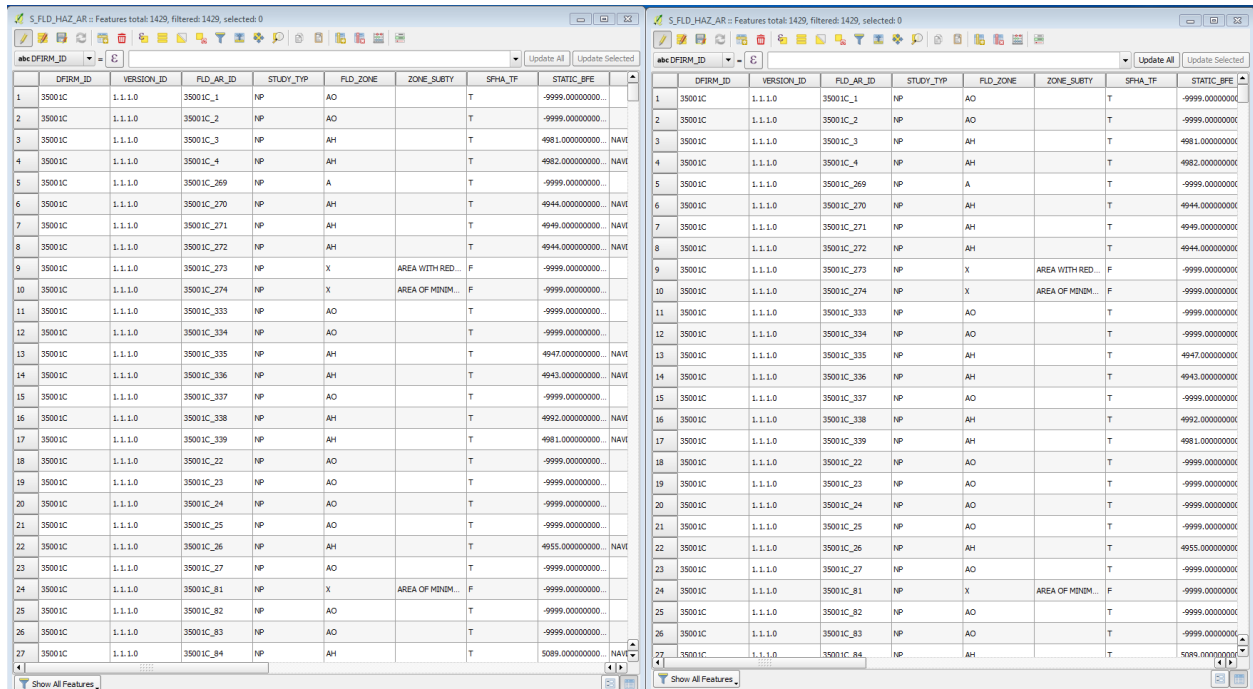 S_FLD_HAZ_AR :: Features total: 1429, filtered: 1429, selected: 0
abc DFIRM_ID = ε Update All Update Selected
DFIRM_ID VERSION_ID FLD_AR_ID STUDY_TYP FLD_ZONE ZONE_SUBTY SFHA_TF STATIC_BFE
1 35001C 1.1.1.0 35001C_1 NP AO T -9999.00000000...
2 35001C 1.1.1.0 35001C_2 NP AO T -9999.00000000...
3 35001C 1.1.1.0 35001C_3 NP AH T 4981.000000000... NAVD
4 35001C 1.1.1.0 35001C_4 NP AH T 4982.000000000... NAVD
5 35001C 1.1.1.0 35001C_269 NP A T -9999.00000000...
6 35001C 1.1.1.0 35001C_270 NP AH T 4944.000000000... NAVD
7 35001C 1.1.1.0 35001C_271 NP AH T 4949.000000000... NAVD
8 35001C 1.1.1.0 35001C_272 NP AH T 4944.000000000... NAVD
9 35001C 1.1.1.0 35001C_273 NP X AREA WITH RED... F -9999.00000000...
10 35001C 1.1.1.0 35001C_274 NP X AREA OF MINIM... F -9999.00000000...
11 35001C 1.1.1.0 35001C_333 NP AO T -9999.00000000...
12 35001C 1.1.1.0 35001C_334 NP AO T -9999.00000000...
13 35001C 1.1.1.0 35001C_335 NP AH T 4947.000000000... NAVD
14 35001C 1.1.1.0 35001C_336 NP AH T 4943.000000000... NAVD
15 35001C 1.1.1.0 35001C_337 NP AO T -9999.00000000...
16 35001C 1.1.1.0 35001C_338 NP AH T 4992.000000000... NAVD
17 35001C 1.1.1.0 35001C_339 NP AH T 4981.000000000... NAVD
18 35001C 1.1.1.0 35001C_22 NP AO T -9999.00000000...
19 35001C 1.1.1.0 35001C_23 NP AO T -9999.00000000...
20 35001C 1.1.1.0 35001C_24 NP AO T -9999.00000000...
21 35001C 1.1.1.0 35001C_25 NP AO T -9999.00000000...
22 35001C 1.1.1.0 35001C_26 NP AH T 4955.000000000... NAVD
23 35001C 1.1.1.0 35001C_27 NP AO T -9999.00000000...
24 35001C 1.1.1.0 35001C_81 NP X AREA OF MINIM... F -9999.00000000...
25 35001C 1.1.1.0 35001C_82 NP AO T -9999.00000000...
26 35001C 1.1.1.0 35001C_83 NP AO T -9999.00000000...
27 35001C 1.1.1.0 35001C_84 NP AH T 5089.000000000... NAVD
Show All Features
S_FLD_HAZ_AR :: Features total: 1429, filtered: 1429, selected: 0
abc DFIRM_ID = ε Update All Update Selected
DFIRM_ID VERSION_ID FLD_AR_ID STUDY_TYP FLD_ZONE ZONE_SUBTY SFHA_TF STATIC_BFE
1 35001C 1.1.1.0 35001C_1 NP AO T -9999.00000000
2 35001C 1.1.1.0 35001C_2 NP AO T -9999.00000000
3 35001C 1.1.1.0 35001C_3 NP AH T 4981.000000000
4 35001C 1.1.1.0 35001C_4 NP AH T 4982.000000000
5 35001C 1.1.1.0 35001C_269 NP A T -9999.00000000
6 35001C 1.1.1.0 35001C_270 NP AH T 4944.000000000
7 35001C 1.1.1.0 35001C_271 NP AH T 4949.000000000
8 35001C 1.1.1.0 35001C_272 NP AH T 4944.000000000
9 35001C 1.1.1.0 35001C_273 NP X AREA WITH RED... F -9999.00000000
10 35001C 1.1.1.0 35001C_274 NP X AREA OF MINIM... F -9999.00000000
11 35001C 1.1.1.0 35001C_333 NP AO T -9999.00000000
12 35001C 1.1.1.0 35001C_334 NP AO T -9999.00000000
13 35001C 1.1.1.0 35001C_335 NP AH T 4947.000000000
14 35001C 1.1.1.0 35001C_336 NP AH T 4943.000000000
15 35001C 1.1.1.0 35001C_337 NP AO T -9999.00000000
16 35001C 1.1.1.0 35001C_338 NP AH T 4992.000000000
17 35001C 1.1.1.0 35001C_339 NP AH T 4981.000000000
18 35001C 1.1.1.0 35001C_22 NP AO T -9999.00000000
19 35001C 1.1.1.0 35001C_23 NP AO T -9999.00000000
20 35001C 1.1.1.0 35001C_24 NP AO T -9999.00000000
21 35001C 1.1.1.0 35001C_25 NP AO T -9999.00000000
22 35001C 1.1.1.0 35001C_26 NP AH T 4955.000000000
23 35001C 1.1.1.0 35001C_27 NP AO T -9999.00000000
24 35001C 1.1.1.0 35001C_81 NP X AREA OF MINIM... F -9999.00000000
25 35001C 1.1.1.0 35001C_82 NP AO T -9999.00000000
26 35001C 1.1.1.0 35001C_83 NP AO T -9999.00000000
27 35001C 1.1.1.0 35001C_84 NP AH T 5089.000000000
Show All Features